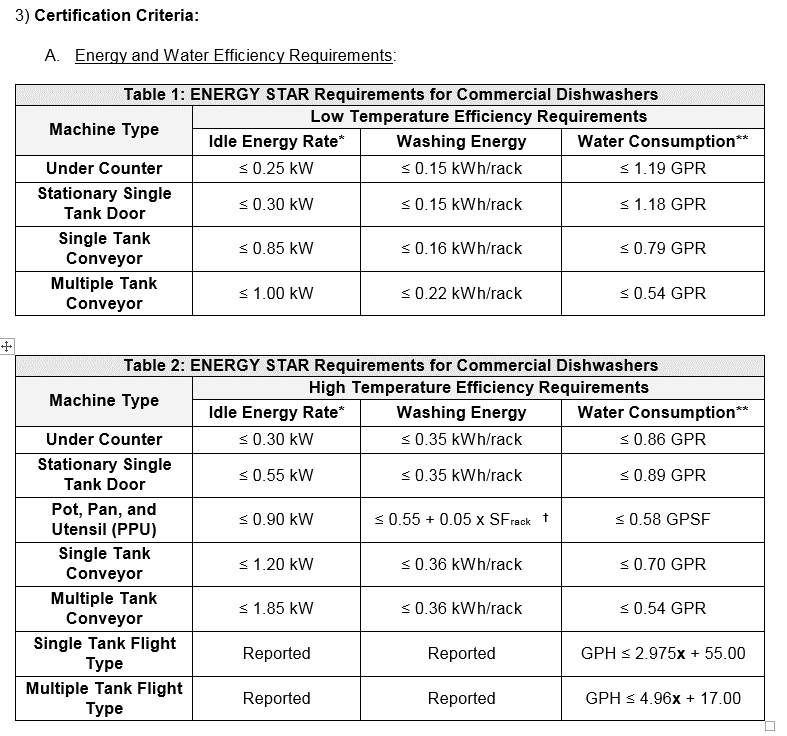 3) Certification Criteria:
A. Energy and Water Efficiency Requirements:
Table 1: ENERGY STAR Requirements for Commercial Dishwashers
Machine Type
Low Temperature Efficiency Requirements
Idle Energy Rate* Washing Energy Water Consumption**
Under Counter ≤ 0.25 kW ≤ 0.15 kWh/rack ≤ 1.19 GPR
Stationary Single
Tank Door ≤ 0.30 kW ≤ 0.15 kWh/rack ≤ 1.18 GPR
Single Tank
Conveyor ≤ 0.85 kW ≤ 0.16 kWh/rack ≤ 0.79 GPR
Multiple Tank
Conveyor ≤ 1.00 kW ≤ 0.22 kWh/rack ≤ 0.54 GPR
Table 2: ENERGY STAR Requirements for Commercial Dishwashers
Machine Type
High Temperature Efficiency Requirements
Idle Energy Rate* Washing Energy Water Consumption**
Under Counter ≤ 0.30 kW ≤ 0.35 kWh/rack ≤ 0.86 GPR
Stationary Single
Tank Door ≤ 0.55 kW ≤ 0.35 kWh/rack ≤ 0.89 GPR
Pot, Pan, and
Utensil (PPU) ≤ 0.90 kW ≤ 0.55 + 0.05 x SFrack † ≤ 0.58 GPSF
Single Tank
Conveyor ≤ 1.20 kW ≤ 0.36 kWh/rack ≤ 0.70 GPR
Multiple Tank
Conveyor ≤ 1.85 kW ≤ 0.36 kWh/rack ≤ 0.54 GPR
Single Tank Flight
Type Reported Reported GPH ≤ 2.975x + 55.00
Multiple Tank Flight
Type Reported Reported GPH ≤ 4.96x + 17.00